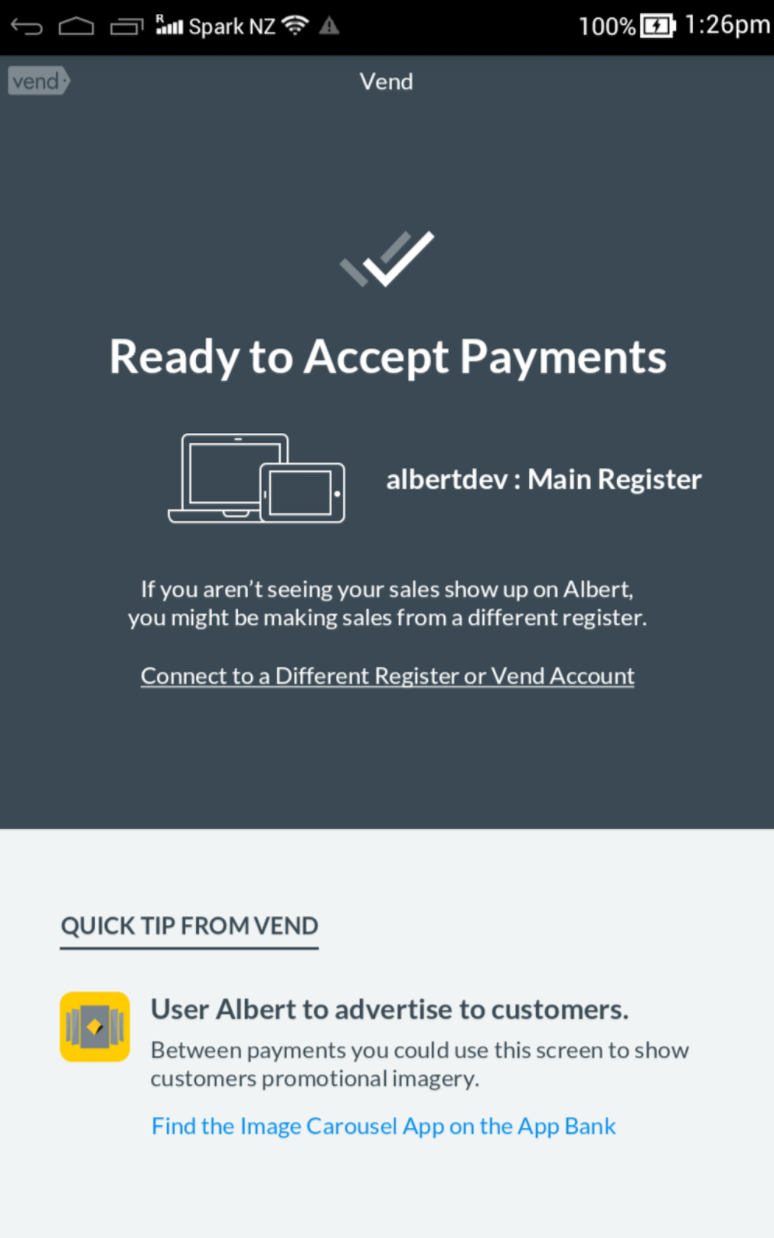 R Spark NZ 100% 1:26pm
vend Vend
Ready to Accept Payments
albertdev : Main Register
If you aren't seeing your sales show up on Albert,
you might be making sales from a different register.
Connect to a Different Register or Vend Account
QUICK TIP FROM VEND
User Albert to advertise to customers.
Between payments you could use this screen to show
customers promotional imagery.
Find the Image Carousel App on the App Bank